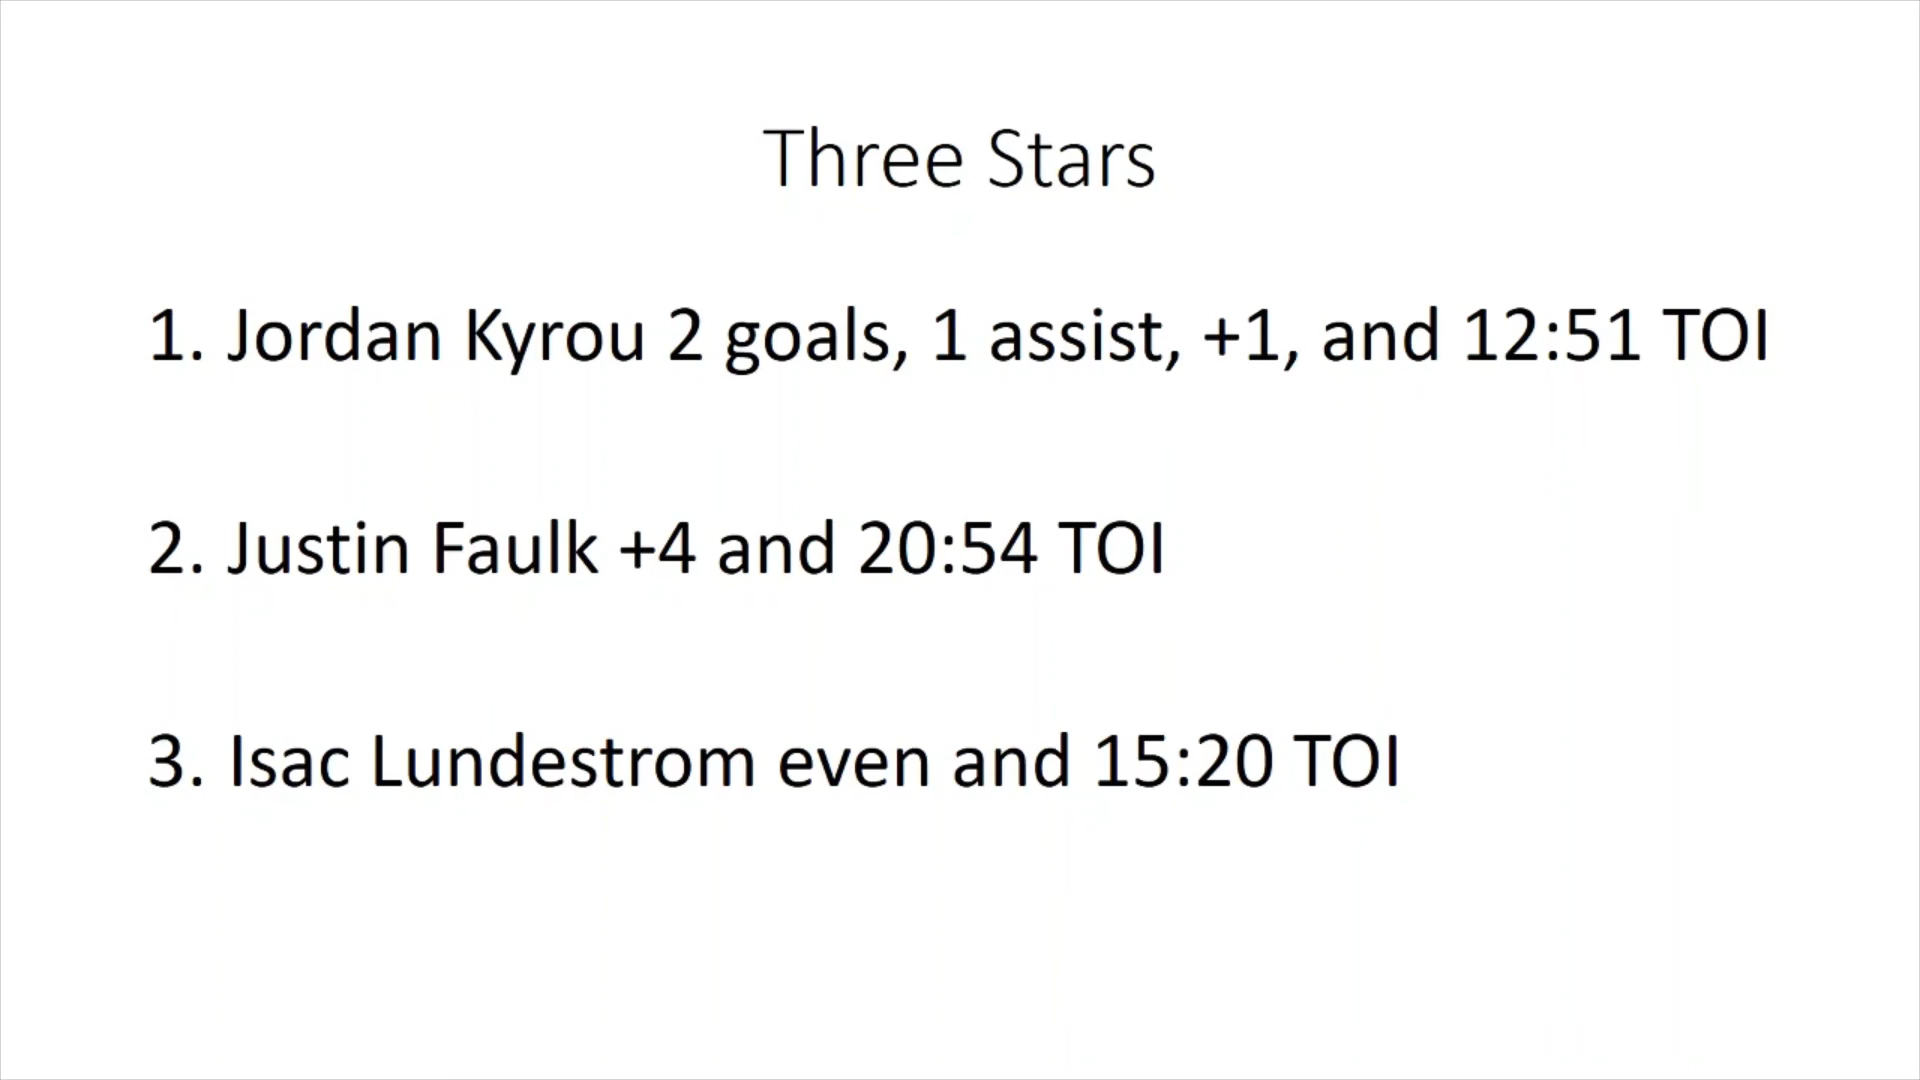 Three Stars
1. Jordan Kyrou 2 goals, 1 assist, +1, and 12:51 TOI
2. Justin Faulk +4 and 20:54 TOI
3. Isac Lundestrom even and 15:20 TOI